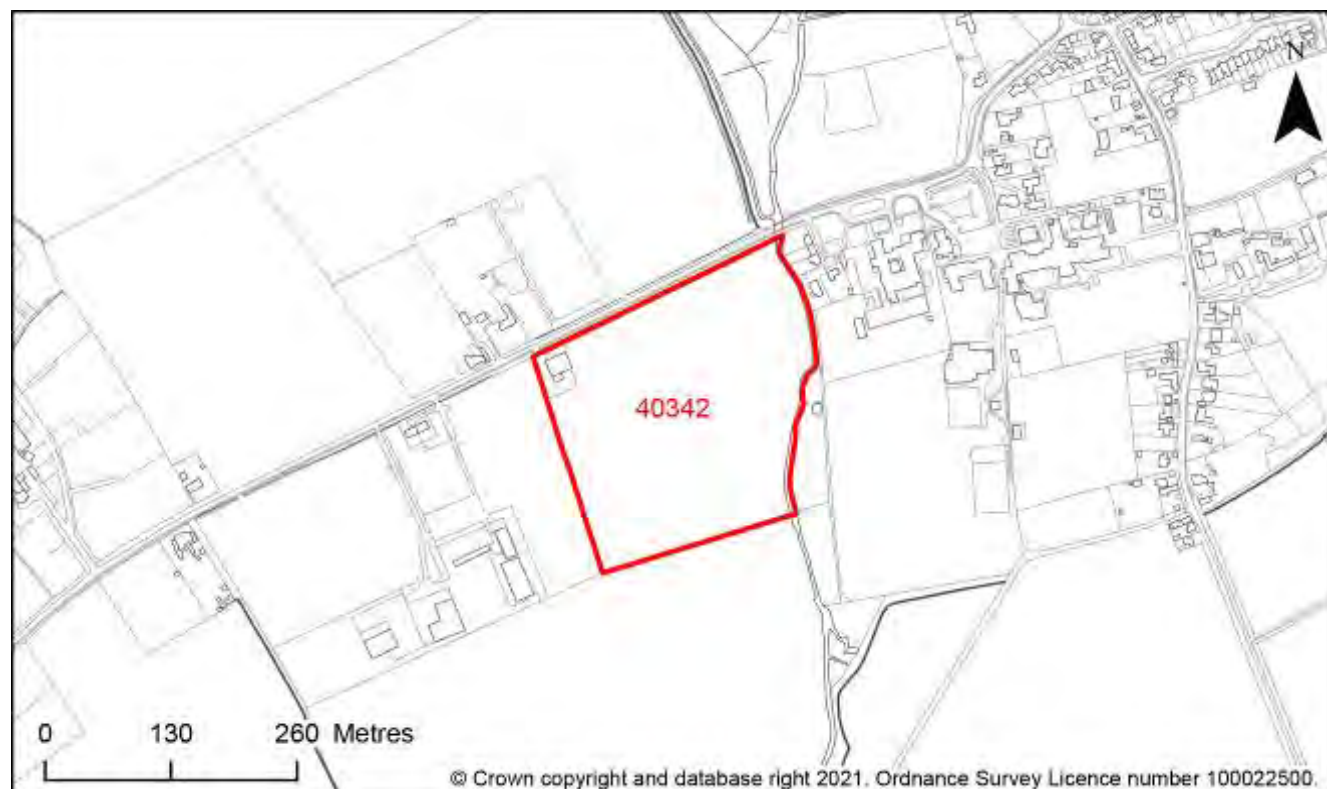 N
40342
0 130 260 Metres
© Crown copyright and database right 2021. Ordnance Survey Licence number 100022500.